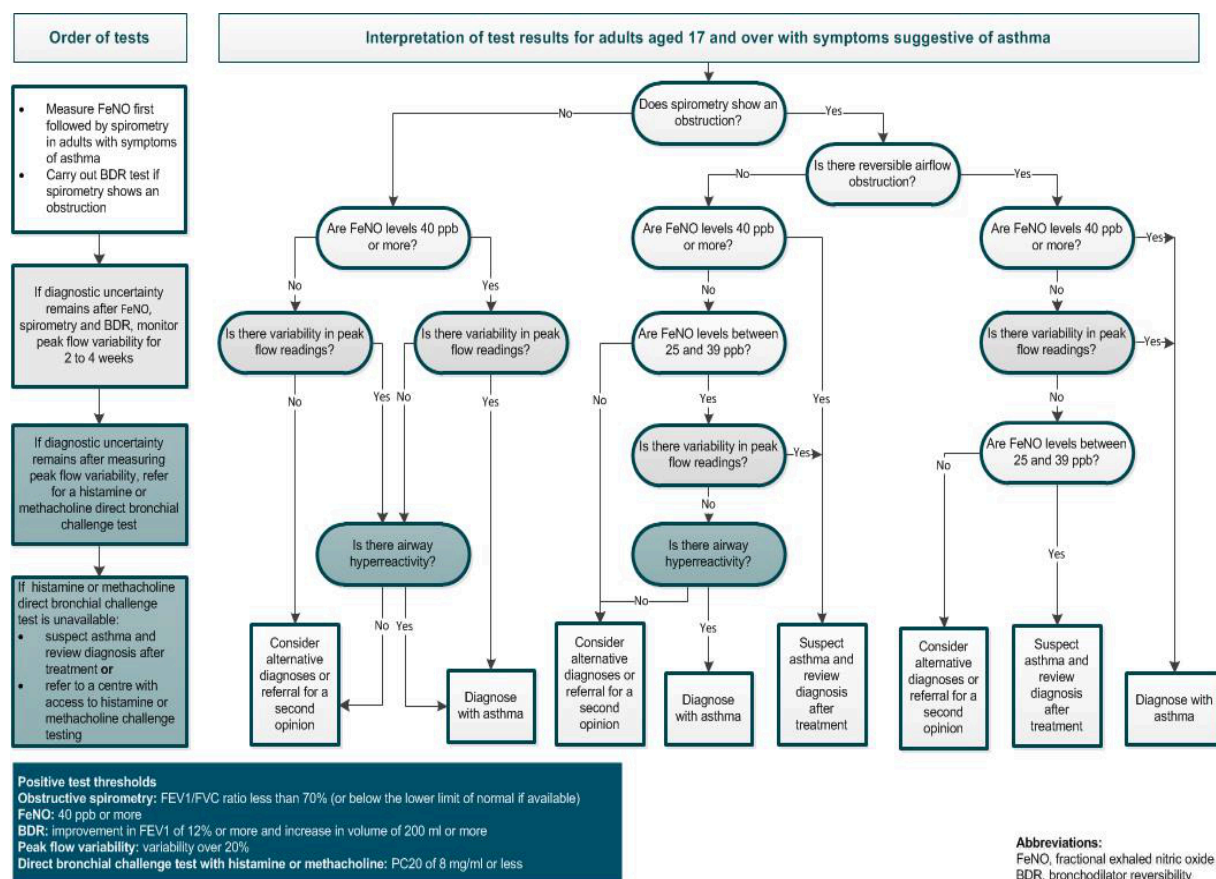 Order of tests
Interpretation of test results for adults aged 17 and over with symptoms suggestive of asthma
• Measure FeNO first
followed by spirometry
in adults with symptoms
of asthma
• Carry out BDR test if
spirometry shows an
obstruction
If diagnostic uncertainty
remains after FeNO,
spirometry and BDR, monitor
peak flow variability for
2 to 4 weeks
If diagnostic uncertainty
remains after measuring
peak flow variability, refer
for a histamine or
methacholine direct bronchial
challenge test
If histamine or methacholine
direct bronchial challenge
test is unavailable:
• suspect asthma and
review diagnosis after
treatment or
• refer to a centre with
access to histamine or
methacholine challenge
testing
Does spirometry show an
obstruction?
No
Yes
Is there reversible airflow
obstruction?
No
Yes
Are FeNO levels 40 ppb
or more?
No
Yes
Is there variability in peak
flow readings?
Is there variability in peak
flow readings?
No
Yes
No
Yes
Is there airway
hyperreactivity?
No
Yes
Consider
alternative
diagnoses or
referral for a
second
opinion
Diagnose
with asthma
Are FeNO levels 40 ppb
or more?
No
Yes
Are FeNO levels between
25 and 39 ppb?
No
Yes
Is there variability in peak
flow readings?
Yes
No
Is there airway
hyperreactivity?
No
Yes
Consider
alternative
diagnoses or
referral for a
second
opinion
Diagnose
with asthma
Suspect
asthma and
review
diagnosis
after
treatment
Are FeNO levels 40 ppb
or more?
Yes
No
Is there variability in peak
flow readings?
Yes
No
Are FeNO levels between
25 and 39 ppb?
No
Yes
Consider
alternative
diagnoses or
referral for a
second
opinion
Suspect
asthma and
review
diagnosis
after
treatment
Diagnose with
asthma
Positive test thresholds
Obstructive spirometry: FEV1/FVC ratio less than 70% (or below the lower limit of normal if available)
FeNO: 40 ppb or more
BDR: improvement in FEV1 of 12% or more and increase in volume of 200 ml or more
Peak flow variability: variability over 20%
Direct bronchial challenge test with histamine or methacholine: PC20 of 8 mg/ml or less
Abbreviations:
FeNO, fractional exhaled nitric oxide
BDR, bronchodilator reversibility